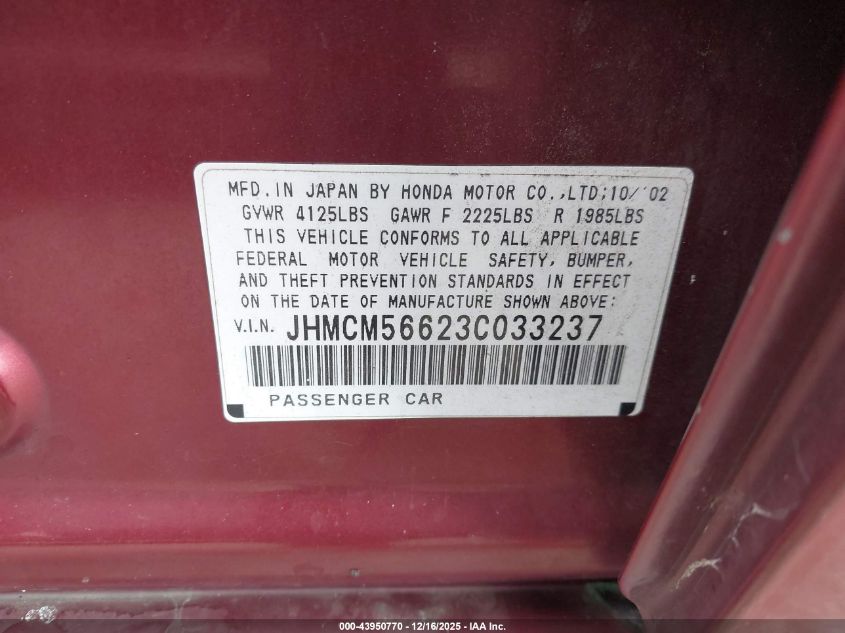 MFD. IN JAPAN BY HONDA MOTOR CO.,LTD;10/'02
GVWR 4125LBS GAWR F 2225LBS R 1985LBS
THIS VEHICLE CONFORMS TO ALL APPLICABLE
FEDERAL MOTOR VEHICLE SAFETY, BUMPER,
AND THEFT PREVENTION STANDARDS IN EFFECT
ON THE DATE OF MANUFACTURE SHOWN ABOVE:
V.I.N. JHMCM56623C033237
PASSENGER CAR
000-43950770 - 12/16/2025 - IAA Inc.